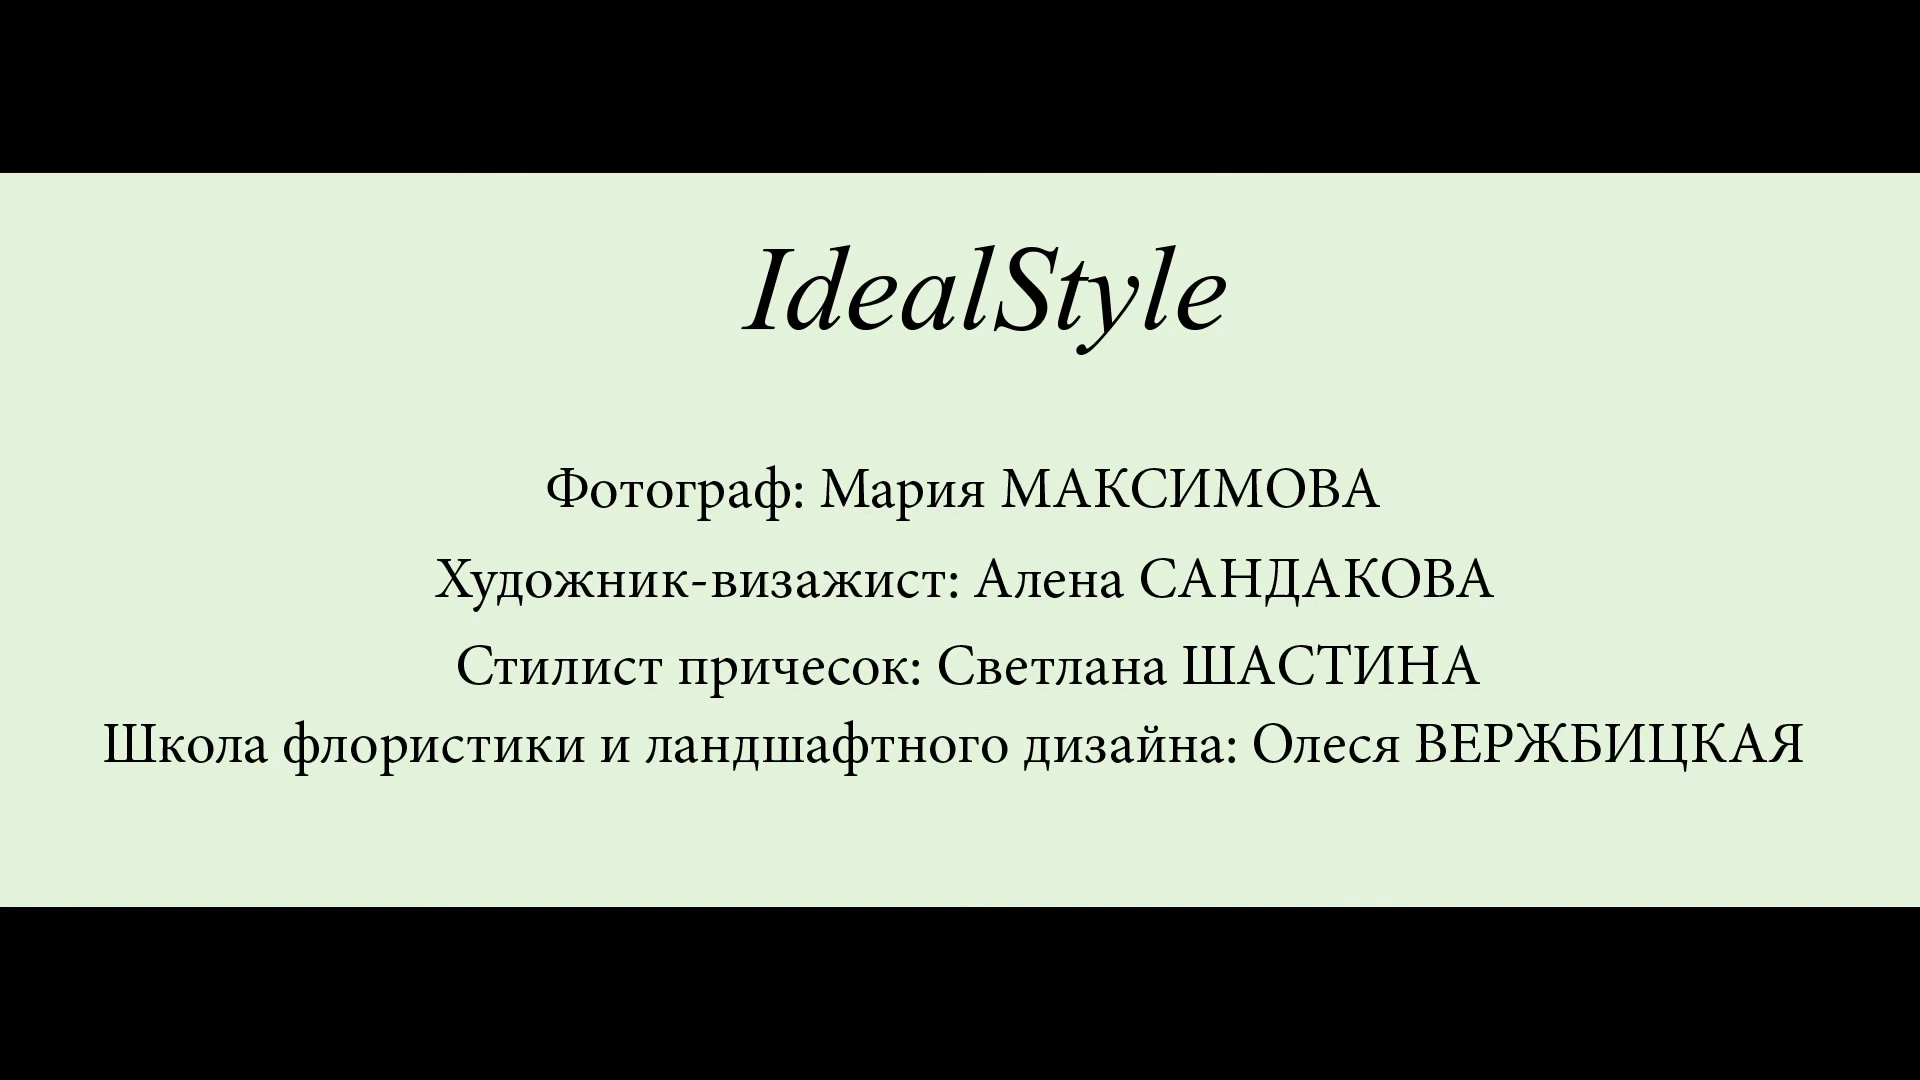 IdealStyle
Фотограф: Мария МАКСИМОВА
Художник-визажист: Алена САНДАКОВА
Стилист причесок: Светлана ШАСТИНА
Школа флористики и ландшафтного дизайна: Олеся ВЕРЖБИЦКАЯ